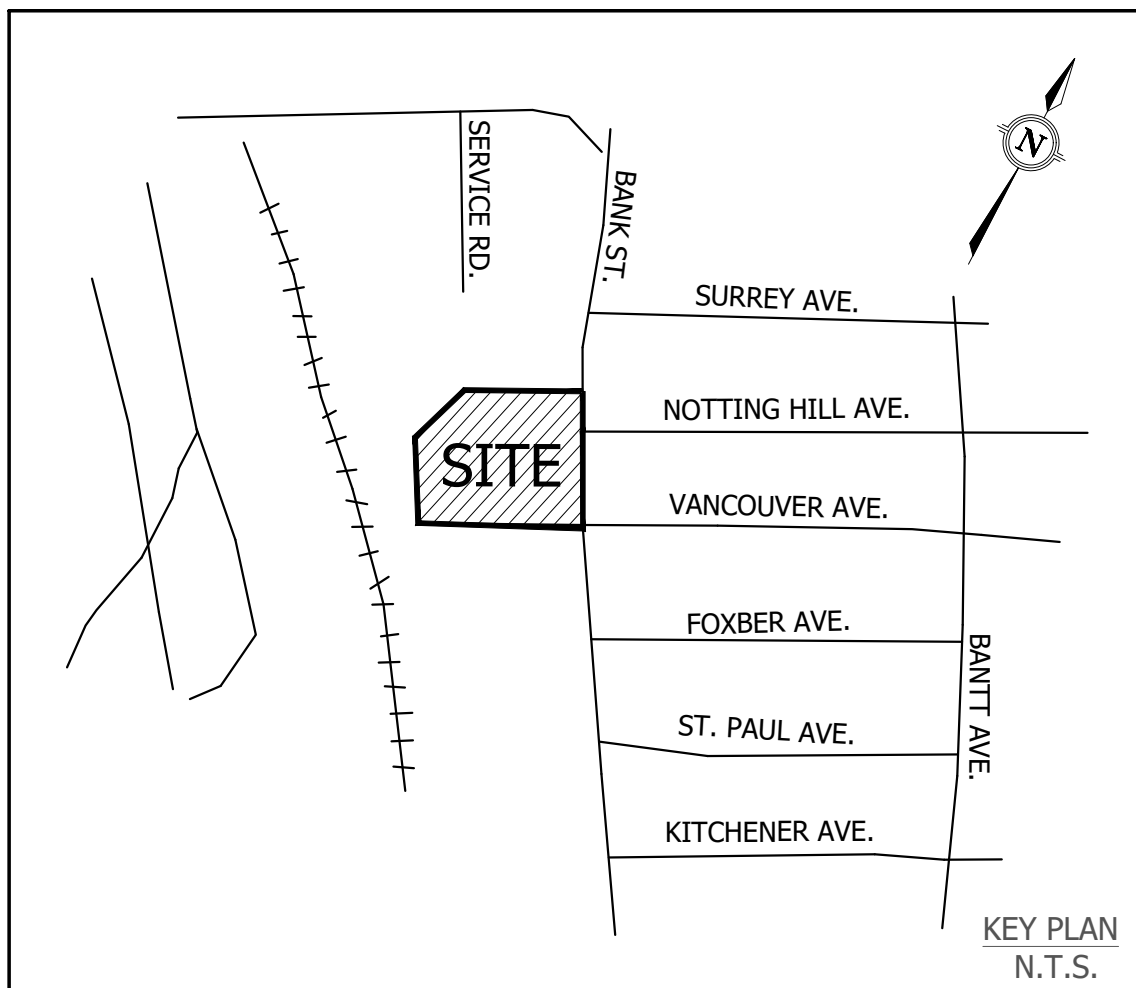 SERVICE RD.
BANK ST.
N
SURREY AVE.
NOTTING HILL AVE.
SITE
VANCOUVER AVE.
FOXBER AVE.
BANTT AVE.
ST. PAUL AVE.
KITCHENER AVE.
KEY PLAN
N.T.S.